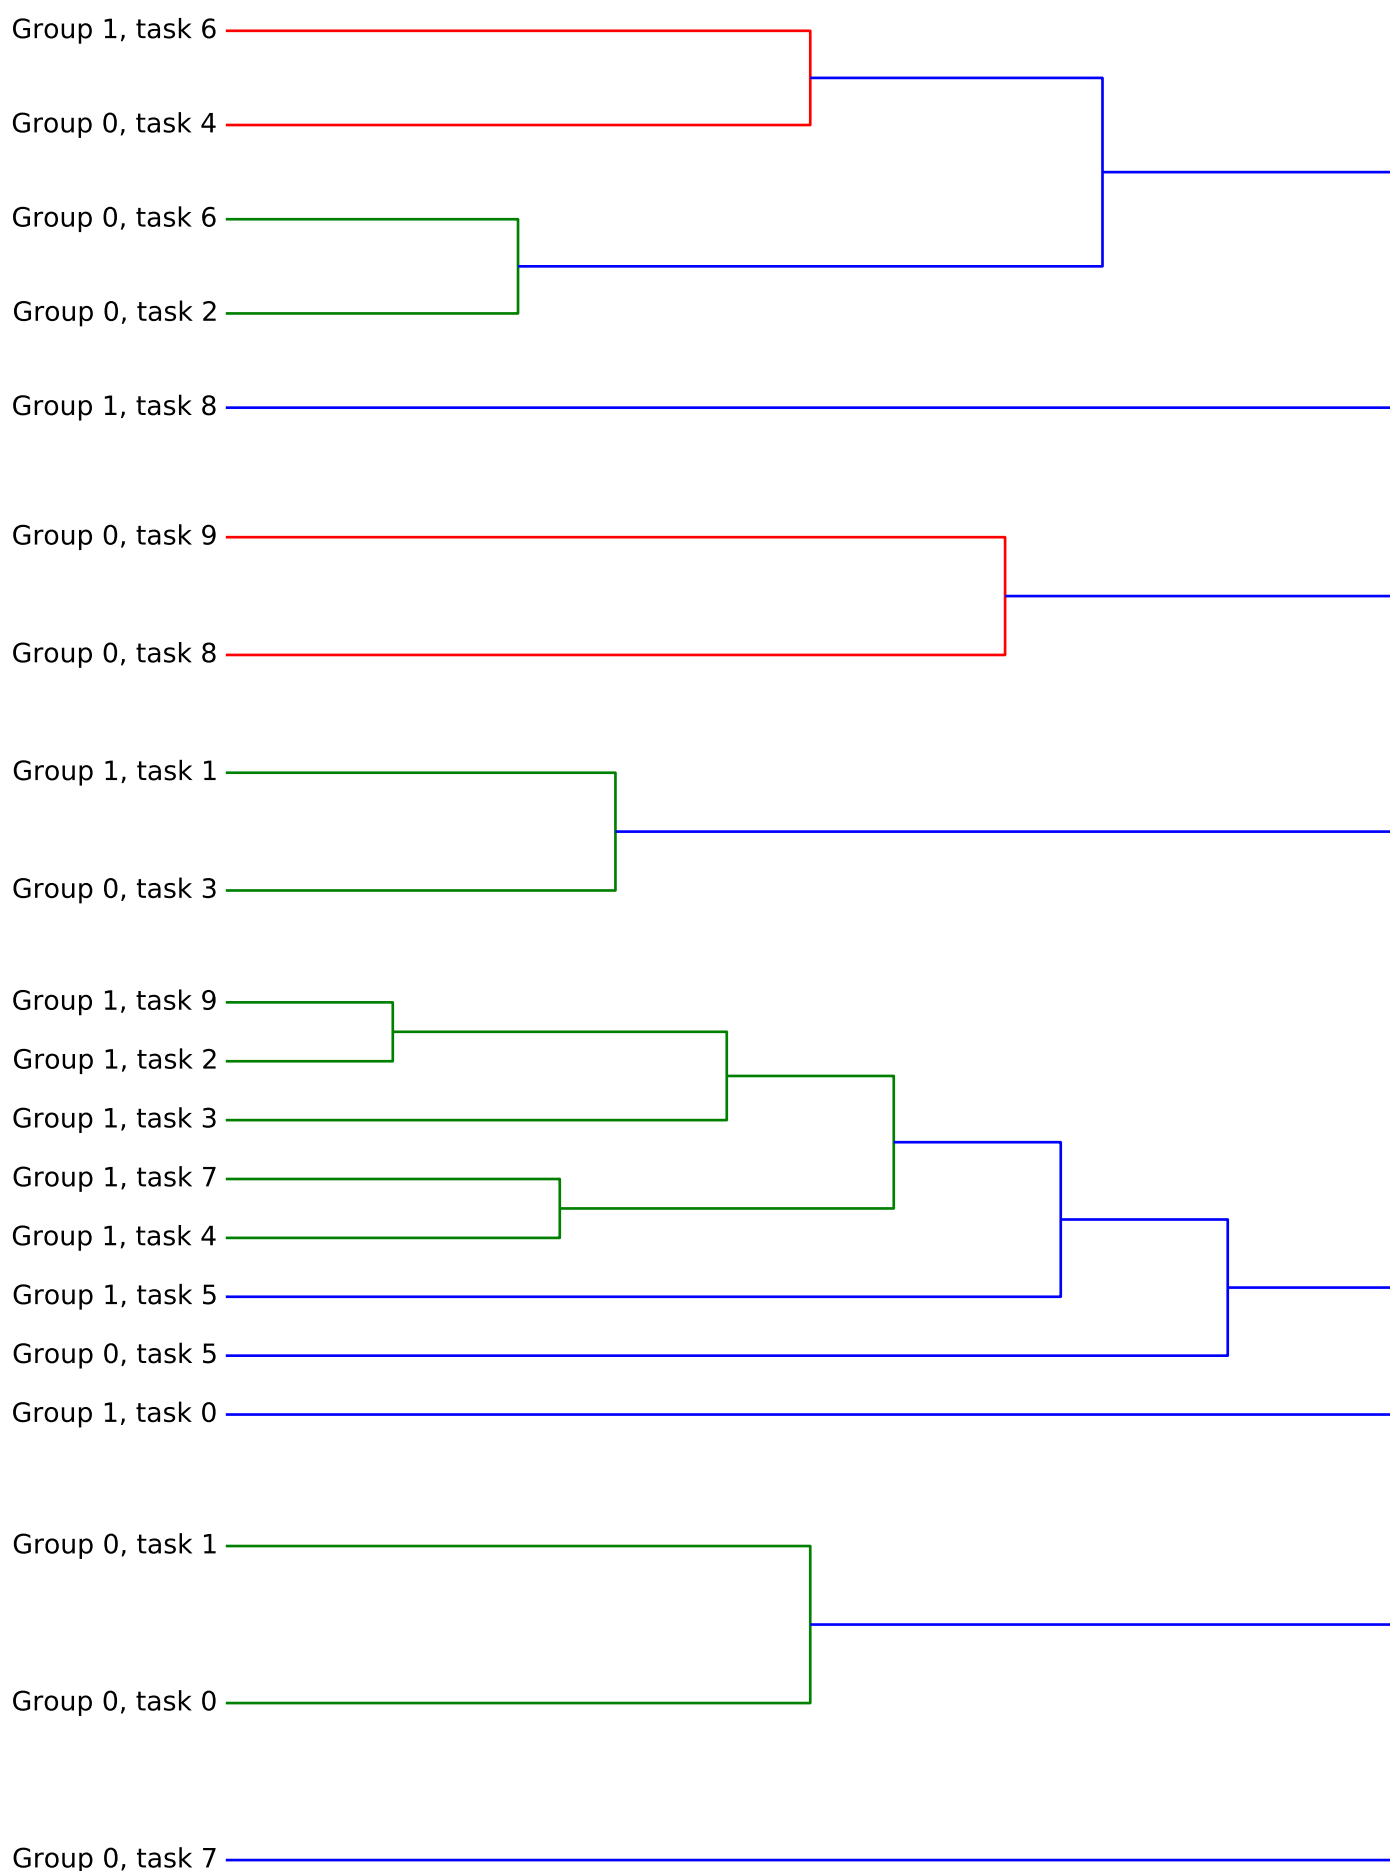 Group 1, task 6
Group 0, task 4
Group 0, task 6
Group 0, task 2
Group 1, task 8
Group 0, task 9
Group 0, task 8
Group 1, task 1
Group 0, task 3
Group 1, task 9
Group 1, task 2
Group 1, task 3
Group 1, task 7
Group 1, task 4
Group 1, task 5
Group 0, task 5
Group 1, task 0
Group 0, task 1
Group 0, task 0
Group 0, task 7